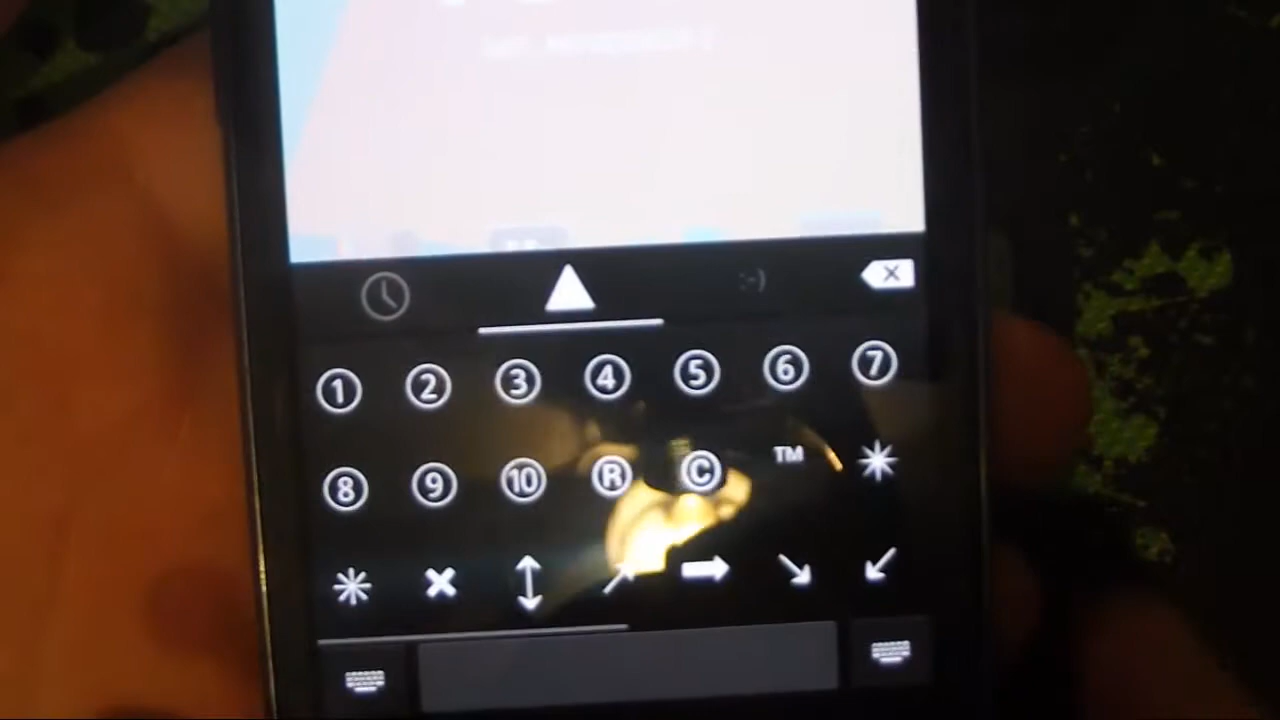 :-)
① ② ③ ④ ⑤ ⑥ ⑦
⑧ ⑨ ⑩ ® © ™ ✳
✳ ✖ ↕ ↗ ➡ ↘ ↙